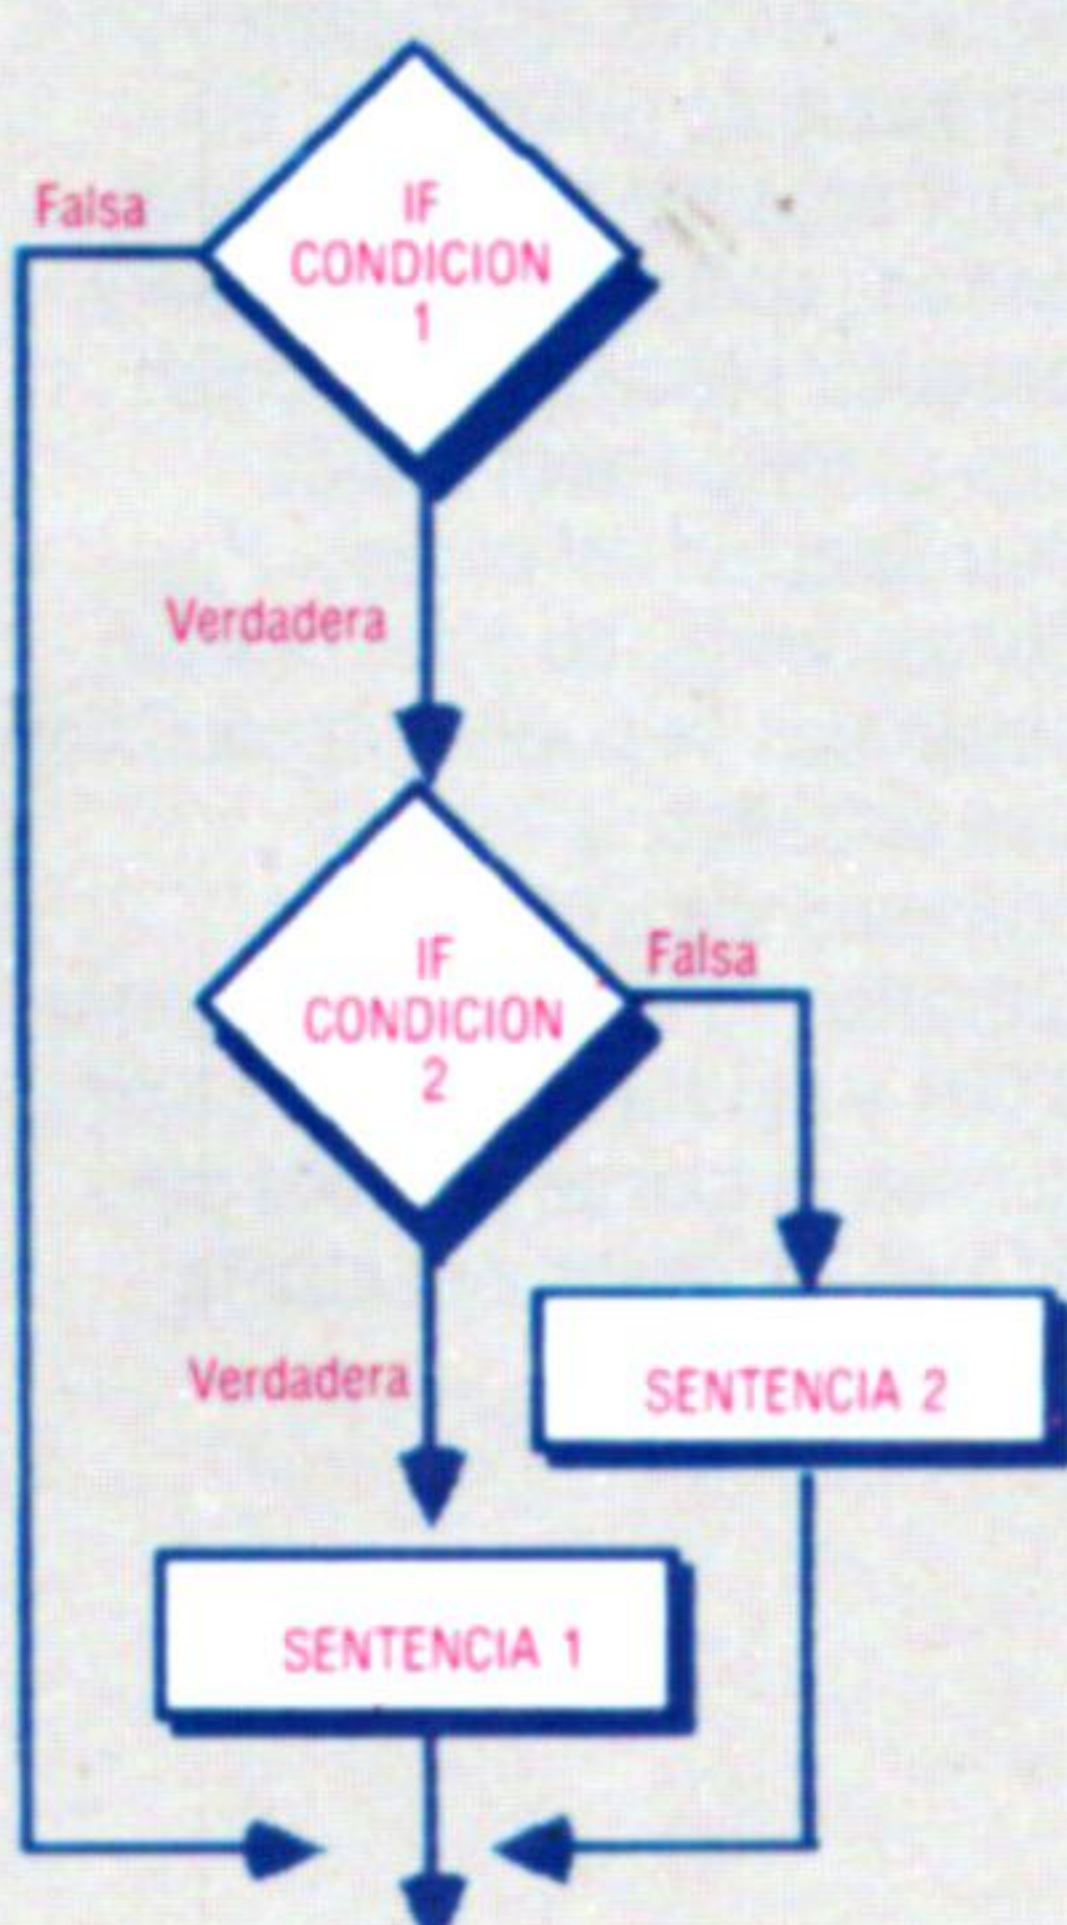 Falsa
IF
CONDICION
1
Verdadera
IF
CONDICION
2
Falsa
Verdadera
SENTENCIA 2
SENTENCIA 1